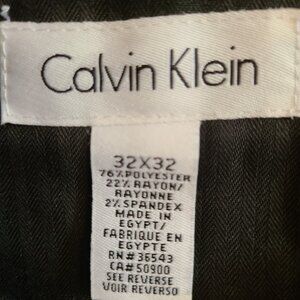 Calvin Klein
32X32
76%POLYESTER
22% RAYON/
RAYONNE
2% SPANDEX
MADE IN
EGYPT/
FABRIQUE EN
EGYPTE
RN#36543
CA#50900
SEE REVERSE
VOIR REVERSO